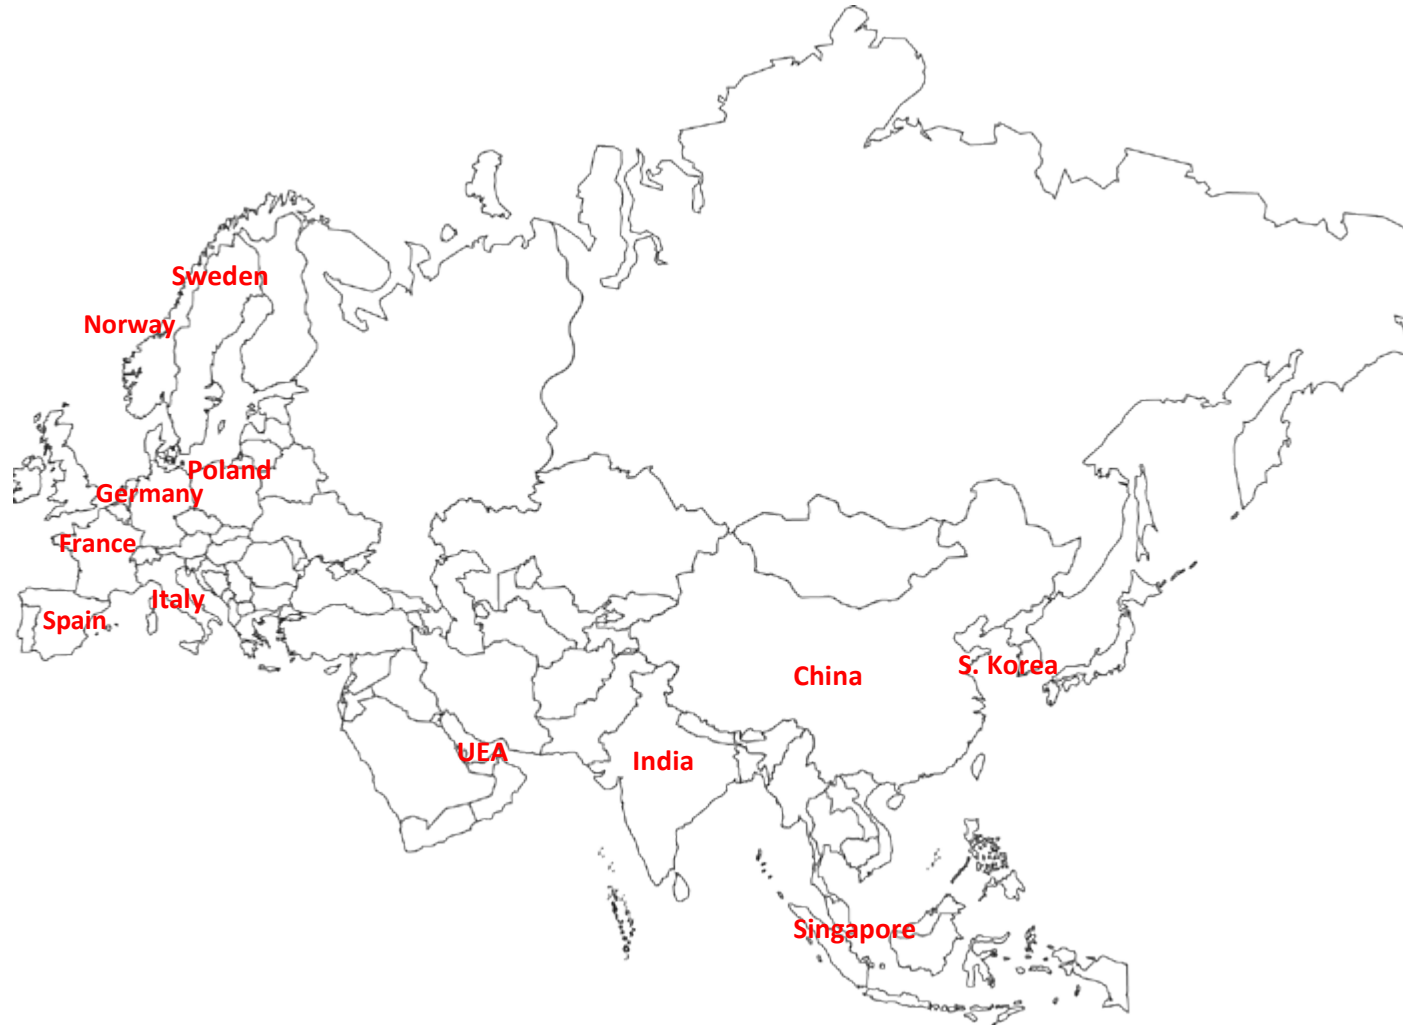 Sweden
Norway
Poland
Germany
France
Italy
Spain
S. Korea
China
UEA
India
Singapore